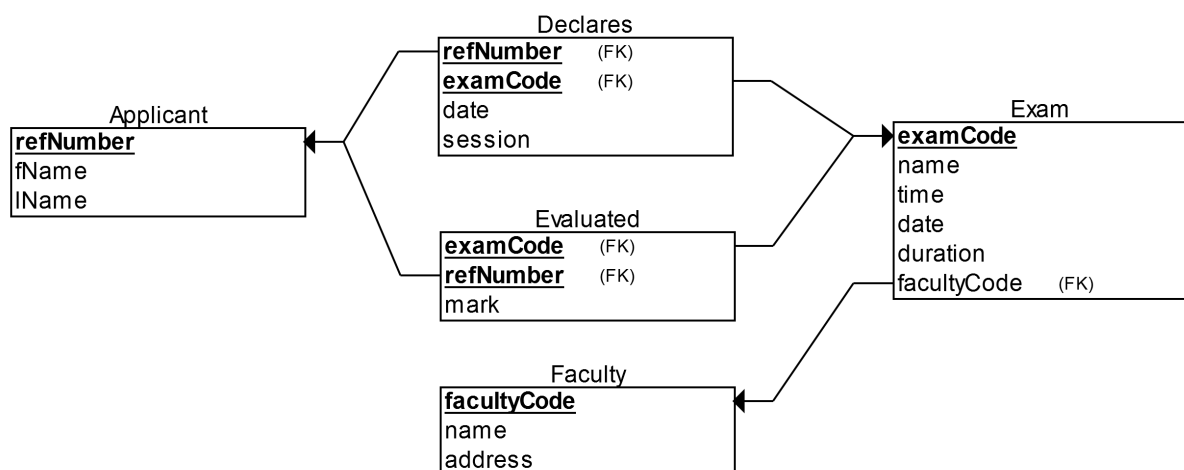 Declares
refNumber (FK)
examCode (FK)
date
session
Applicant
refNumber
fName
lName
Evaluated
examCode (FK)
refNumber (FK)
mark
Exam
examCode
name
time
date
duration
facultyCode (FK)
Faculty
facultyCode
name
address